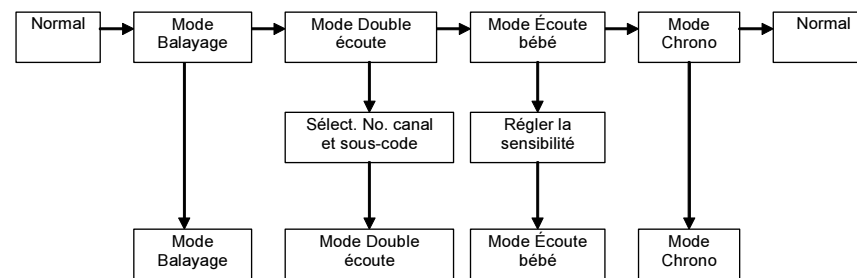 Normal
Mode
Balayage
Mode Double
écoute
Mode Écoute
bébé
Mode
Chrono
Normal
Sélect. No. canal
et sous-code
Régler la
sensibilité
Mode
Balayage
Mode Double
écoute
Mode Écoute
bébé
Mode
Chrono